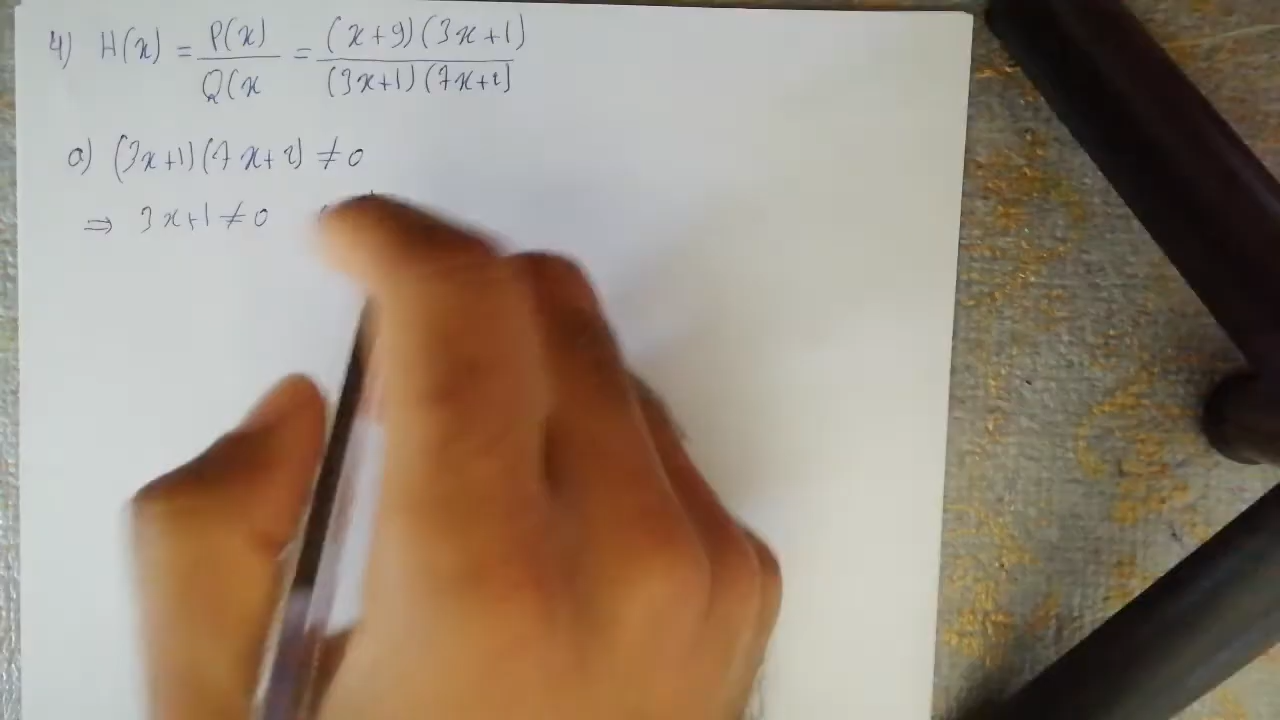 4) H(x) = P(x) / Q(x = (x+9)(3x+1) / (3x+1)(7x+2)
a) (3x+1)(7x+2) ≠ 0
⇒ 3x+1 ≠ 0